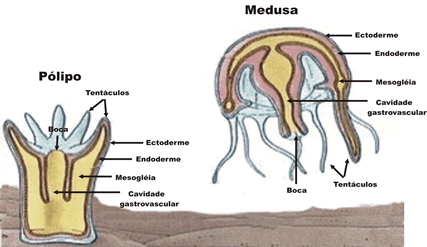 Medusa
Ectoderme
Endoderme
Mesogléia
Cavidade
gastrovascular
Tentáculos
Boca
Pólipo
Tentáculos
Boca
Ectoderme
Endoderme
Mesogléia
Cavidade
gastrovascular